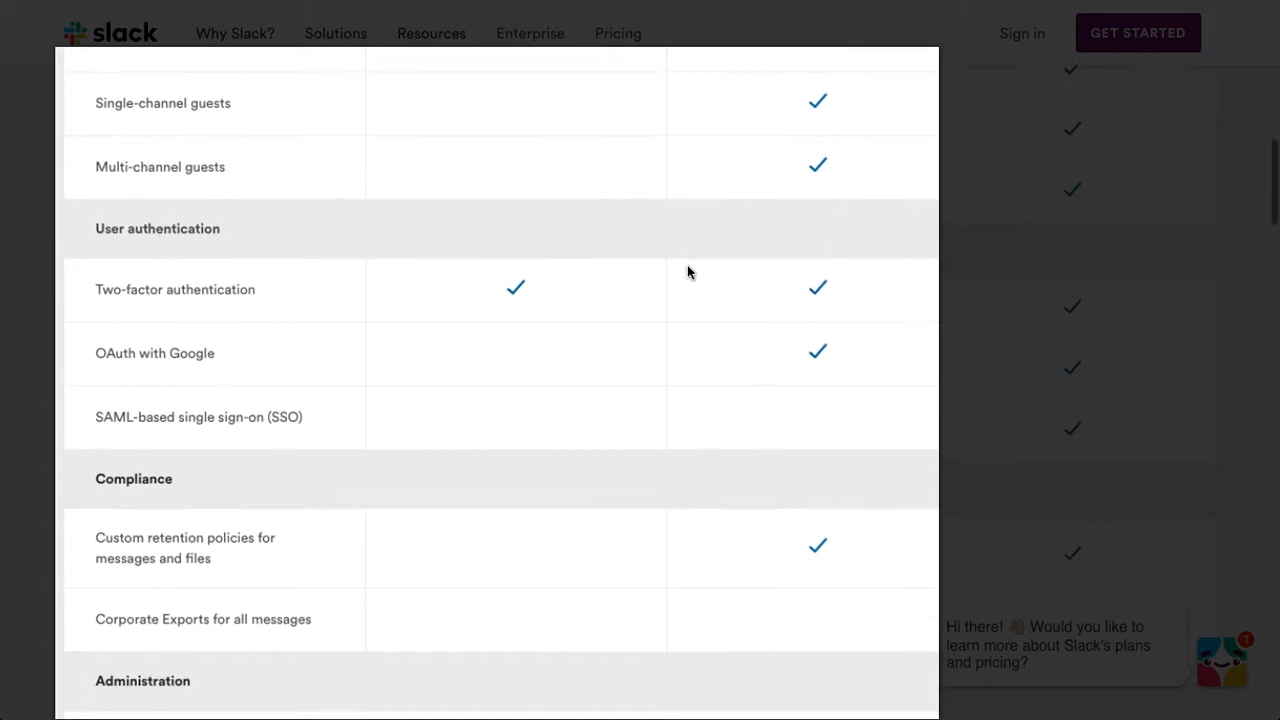 slack
Why Slack?
Solutions
Resources
Enterprise
Pricing
Sign in
GET STARTED
Single-channel guests
Multi-channel guests
User authentication
Two-factor authentication
OAuth with Google
SAML-based single sign-on (SSO)
Compliance
Custom retention policies for
messages and files
Corporate Exports for all messages
Administration
Hi there! 👋🏼 Would you like to
learn more about Slack's plans
and pricing?
1